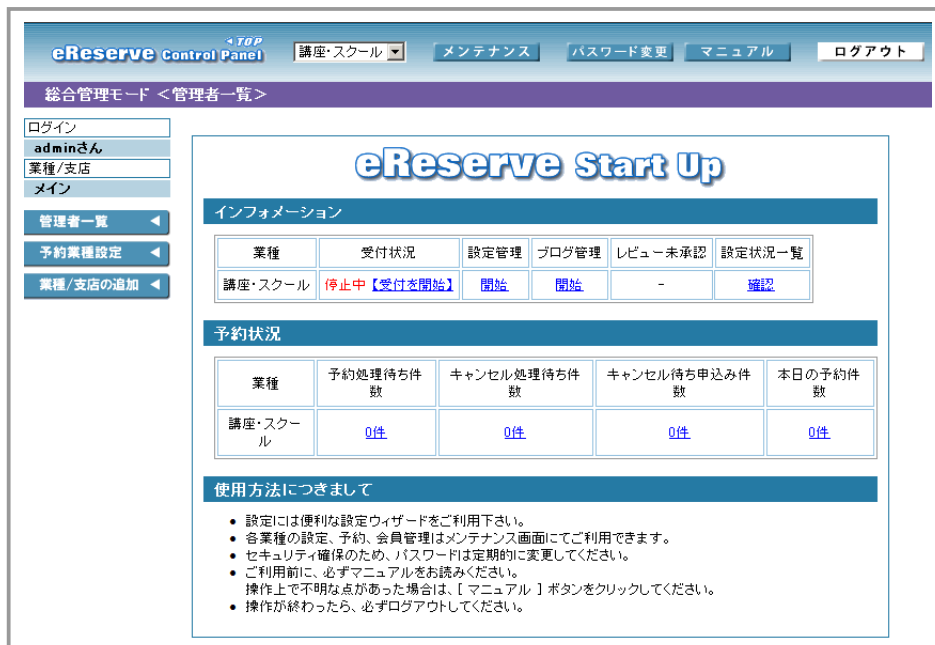 ◀TOP
eReserve Control Panel
講座・スクール
メンテナンス
パスワード変更
マニュアル
ログアウト
総合管理モード <管理者一覧>
ログイン
adminさん
業種/支店
メイン
管理者一覧
予約業種設定
業種/支店の追加
eReserve Start Up
インフォメーション
業種 受付状況 設定管理 ブログ管理 レビュー未承認 設定状況一覧
講座・スクール 停止中【受付を開始】 開始 開始 - 確認
予約状況
業種 予約処理待ち件 キャンセル処理待ち件 キャンセル待ち申込み件 本日の予約件
数 数 数 数
講座・スクー
ル 0件 0件 0件 0件
使用方法につきまして
● 設定には便利な設定ウィザードをご利用下さい。
● 各業種の設定、予約、会員管理はメンテナンス画面にてご利用できます。
● セキュリティ確保のため、パスワードは定期的に変更してください。
● ご利用前に、必ずマニュアルをお読みください。
操作上で不明な点があった場合は、[ マニュアル ] ボタンをクリックしてください。
● 操作が終わったら、必ずログアウトしてください。